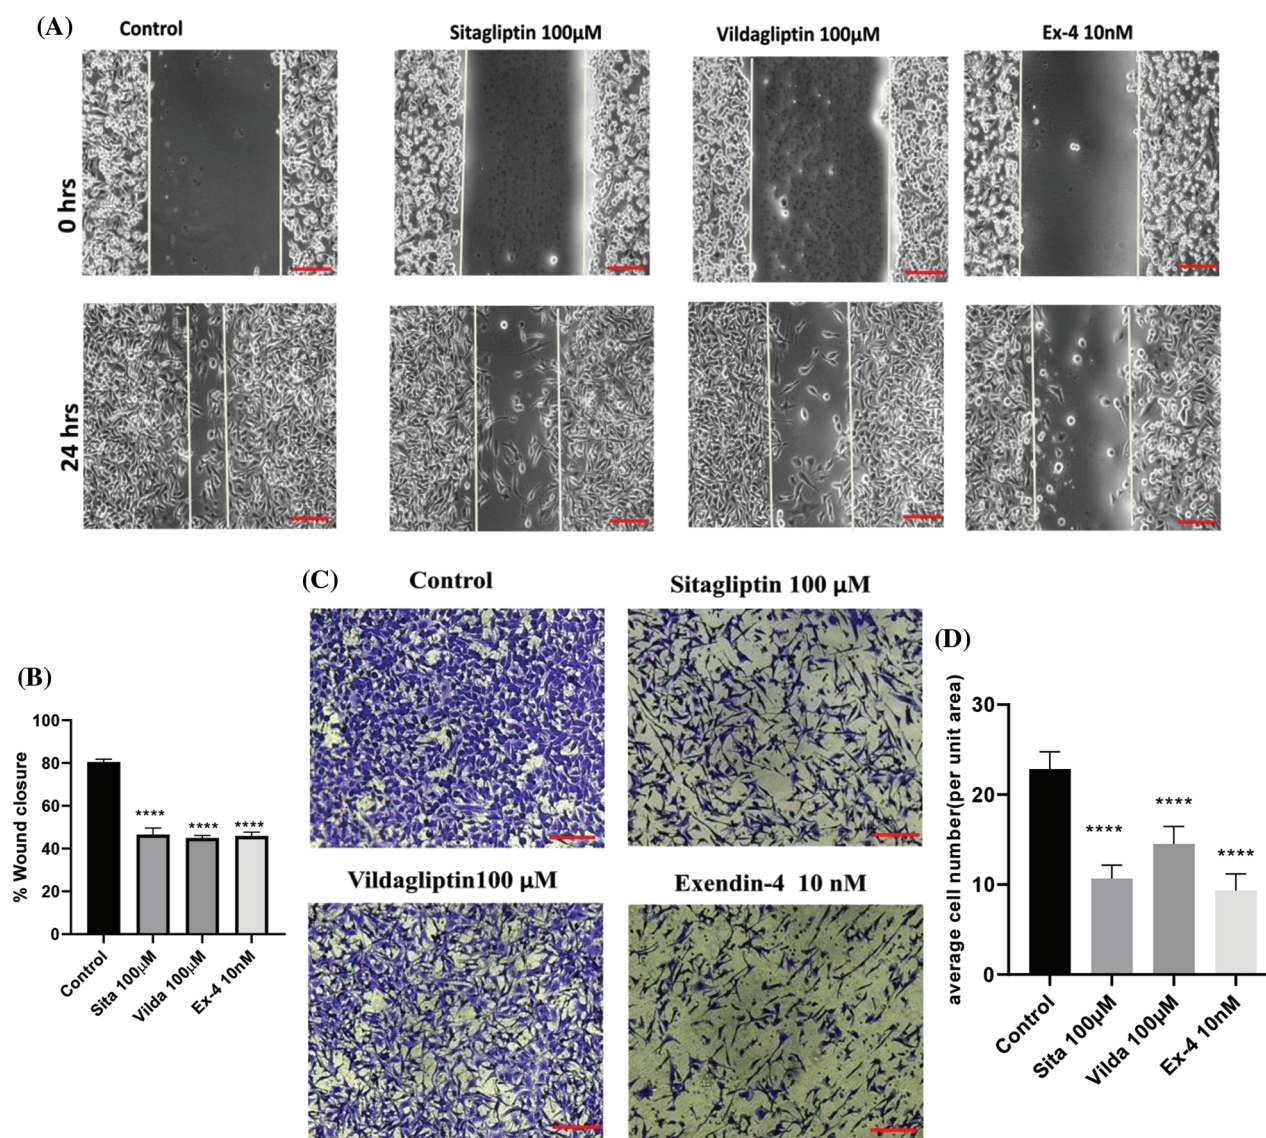 (A)
Control
Sitagliptin 100µM
Vildagliptin 100µM
Ex-4 10nM
0 hrs
24 hrs
(B)
% Wound closure
100
80
60
40
20
0
****
****
****
Control
Sita 100µM
Vilda 100µM
Ex-4 10nM
(C)
Control
Sitagliptin 100 µM
Vildagliptin100 µM
Exendin-4 10 nM
(D)
average cell number(per unit area)
30
20
10
0
****
****
****
Control
Sita 100µM
Vilda 100µM
Ex-4 10nM